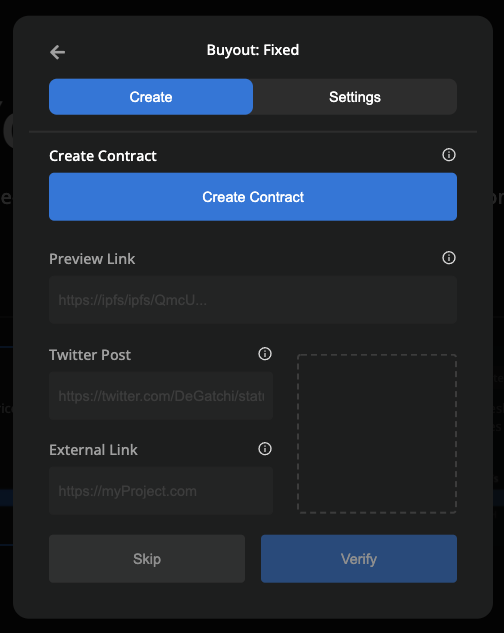 Buyout: Fixed
Create
Settings
Create Contract
Create Contract
Preview Link
https://ipfs/ipfs/QmcU...
Twitter Post
https://twitter.com/DeGatchi/stat
External Link
https://myProject.com
Skip
Verify